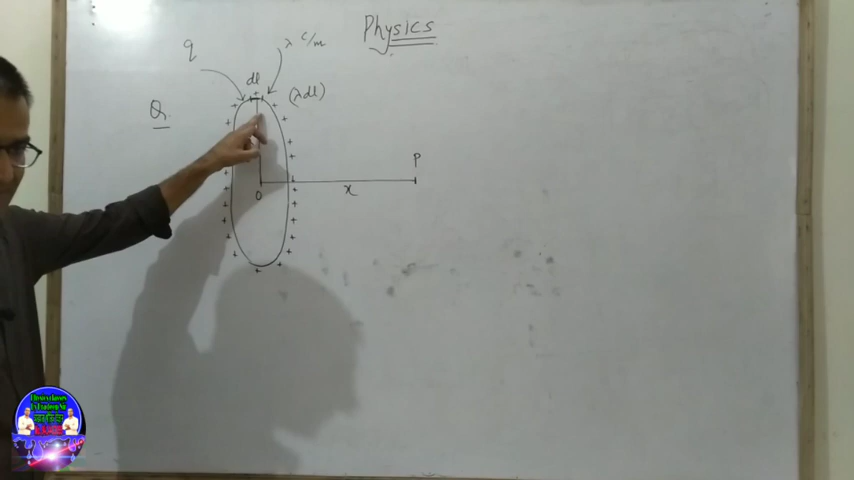 Physics
q
λ C/m
dl
(λdl)
Q.
P
O
x